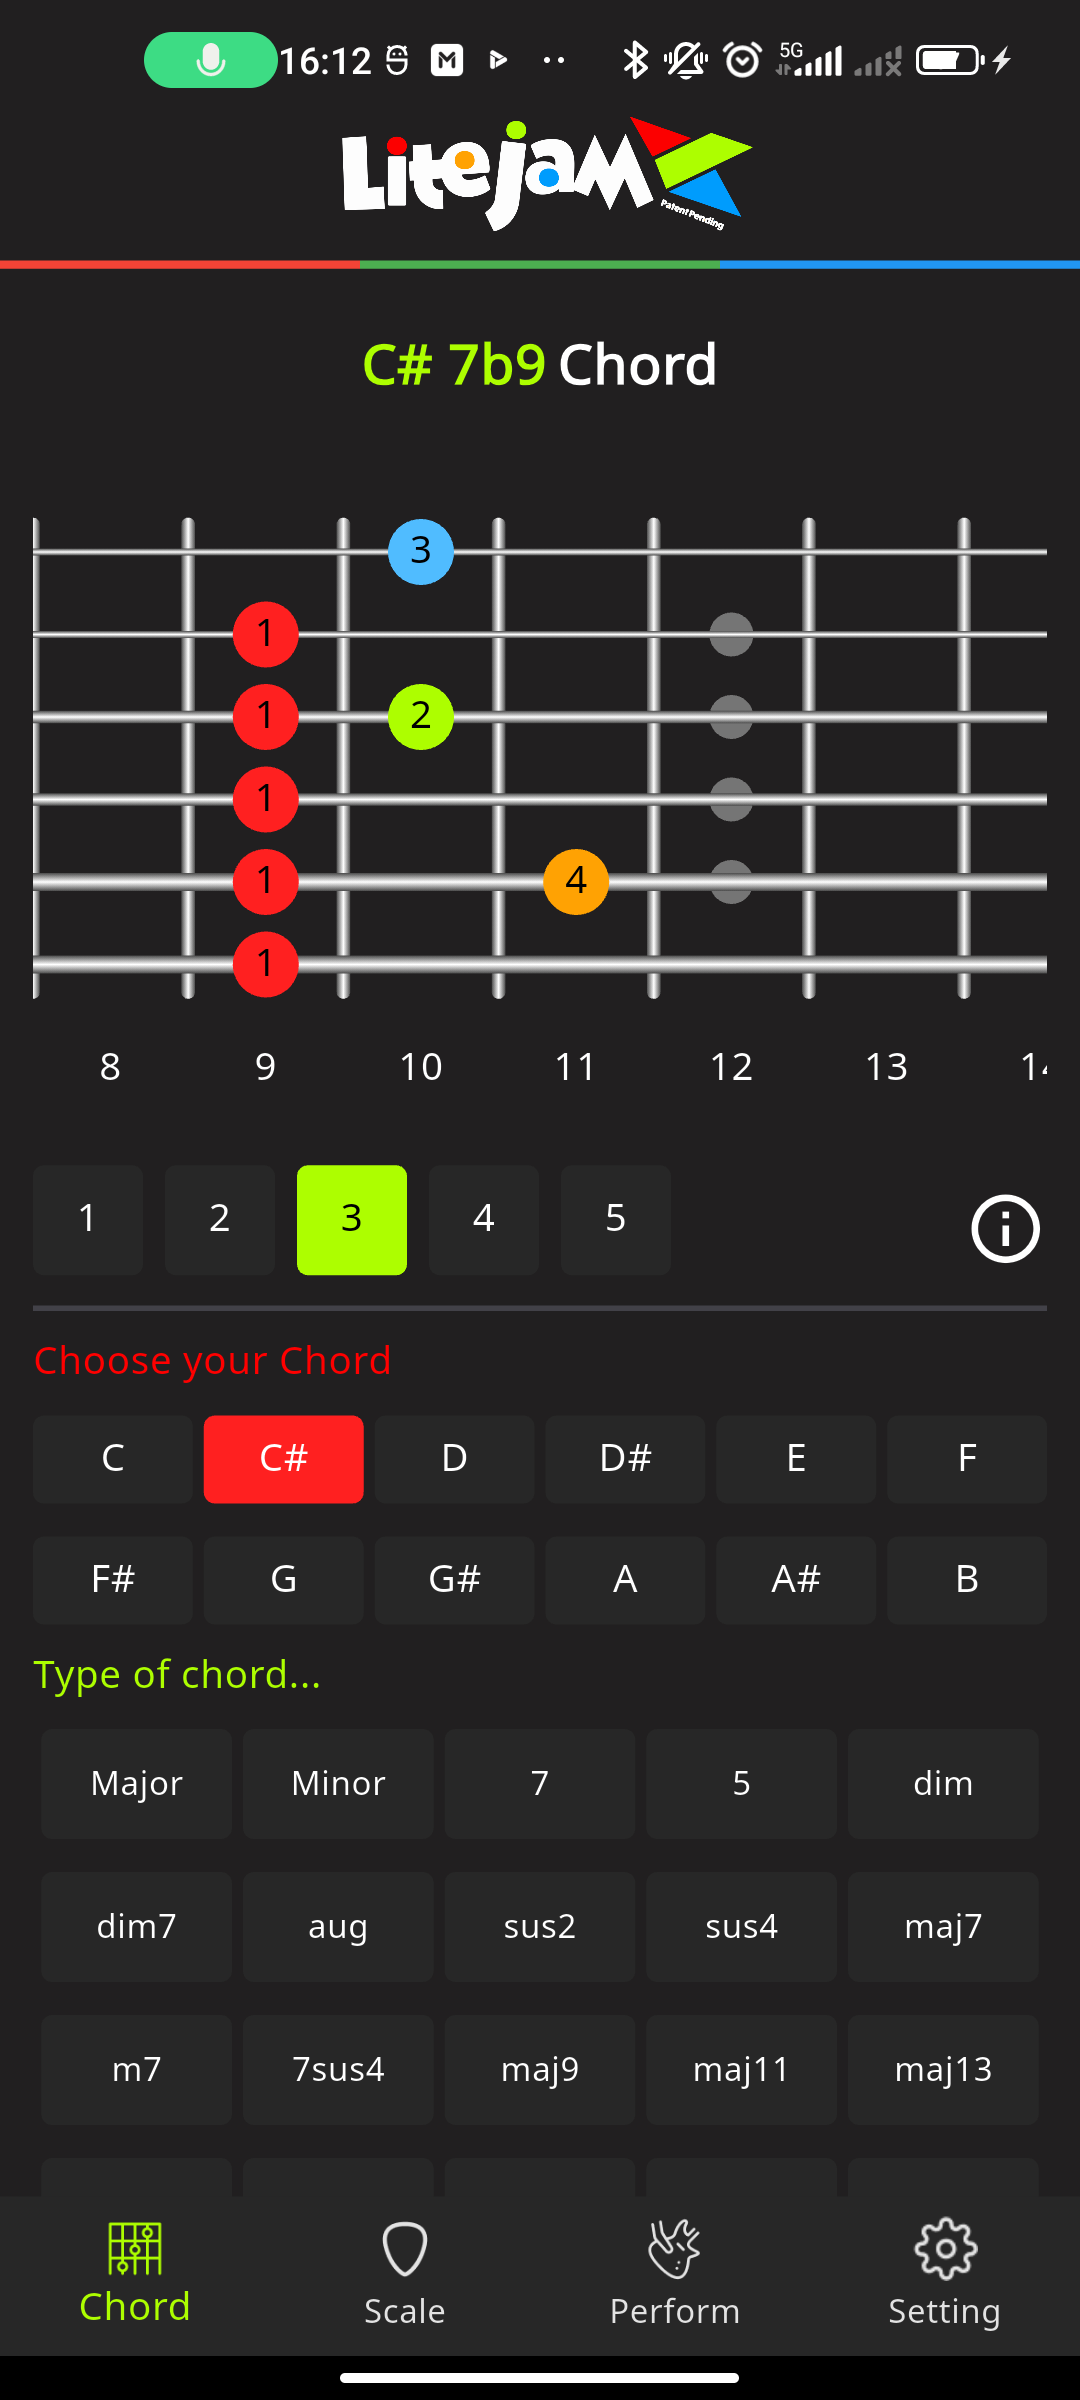 16:12 5G
Litejam
Patent Pending
C# 7b9 Chord
3
1
1 2
1
1 4
1
8 9 10 11 12 13 14
1 2 3 4 5
Choose your Chord
C C# D D# E F
F# G G# A A# B
Type of chord...
Major Minor 7 5 dim
dim7 aug sus2 sus4 maj7
m7 7sus4 maj9 maj11 maj13
Chord Scale Perform Setting